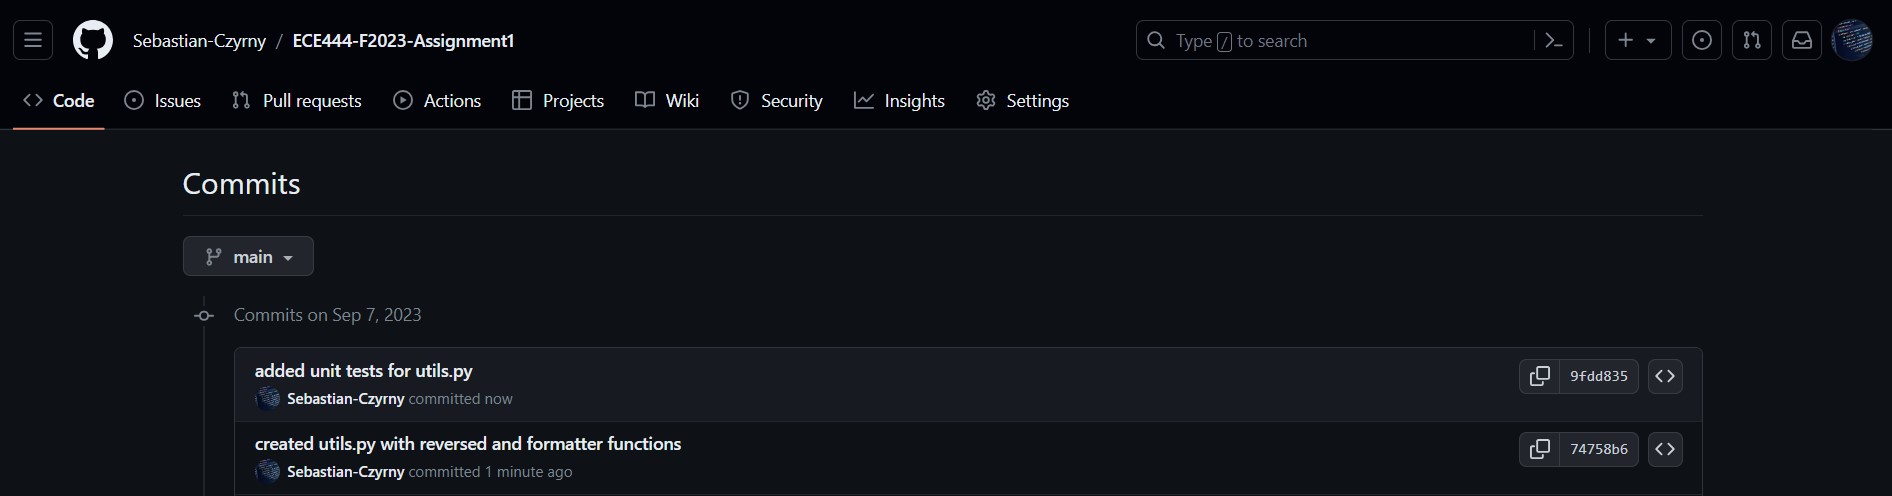 Sebastian-Czyrny / ECE444-F2023-Assignment1
Type / to search
Code Issues Pull requests Actions Projects Wiki Security Insights Settings
Commits
main
Commits on Sep 7, 2023
added unit tests for utils.py
9fdd835
Sebastian-Czyrny committed now
created utils.py with reversed and formatter functions
74758b6
Sebastian-Czyrny committed 1 minute ago